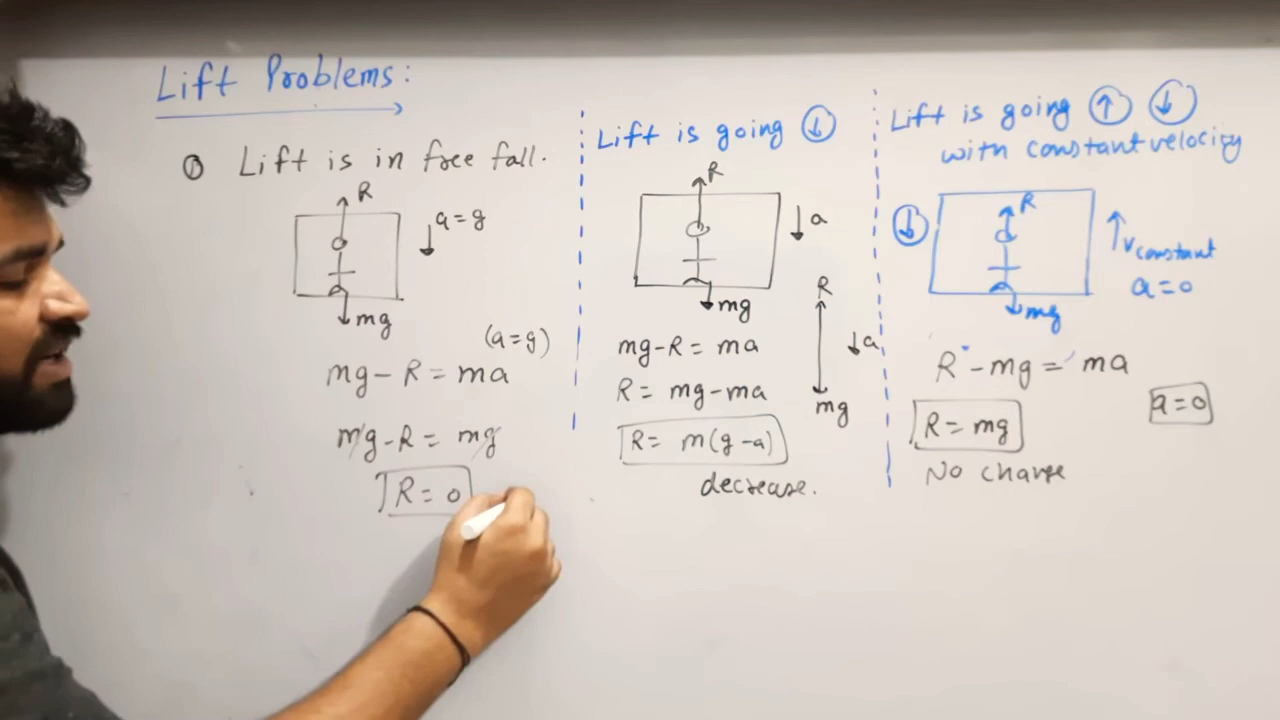 Lift Problems:
① Lift is in free fall.
R
a = g
mg
(a = g)
mg - R = ma
mg - R = mg
R = 0
Lift is going ↓
R
↓ a
mg
R
↓ a
mg
mg - R = ma
R = mg - ma
R = m(g - a)
decrease.
Lift is going ↑ ↓
with constant velocity
↓
R
↑ v constant
a = 0
mg
R - mg = ma
a = 0
R = mg
No change